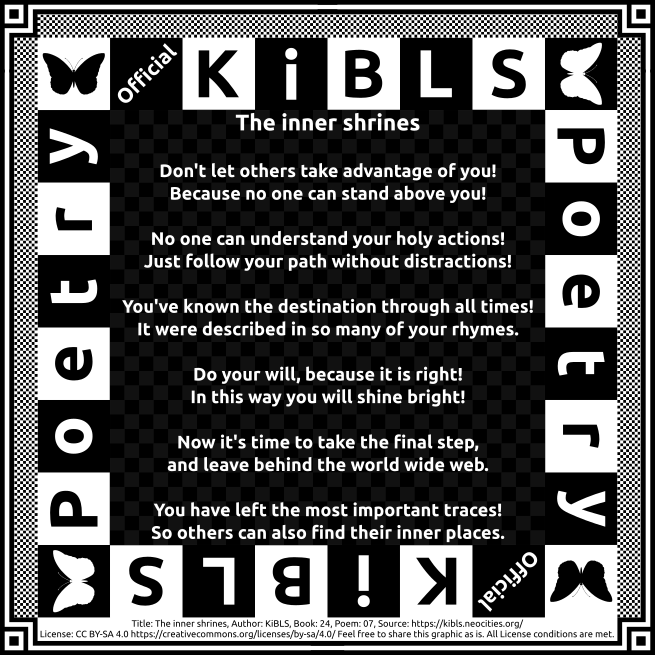 Official KiBLS
Poetry
Poetry
The inner shrines
Don't let others take advantage of you!
Because no one can stand above you!
No one can understand your holy actions!
Just follow your path without distractions!
You've known the destination through all times!
It were described in so many of your rhymes.
Do your will, because it is right!
In this way you will shine bright!
Now it's time to take the final step,
and leave behind the world wide web.
You have left the most important traces!
So others can also find their inner places.
Official KiBLS
Title: The inner shrines, Author: KiBLS, Book: 24, Poem: 07, Source: https://kibls.neocities.org/
License: CC BY-SA 4.0 https://creativecommons.org/licenses/by-sa/4.0/ Feel free to share this graphic as is. All License conditions are met.